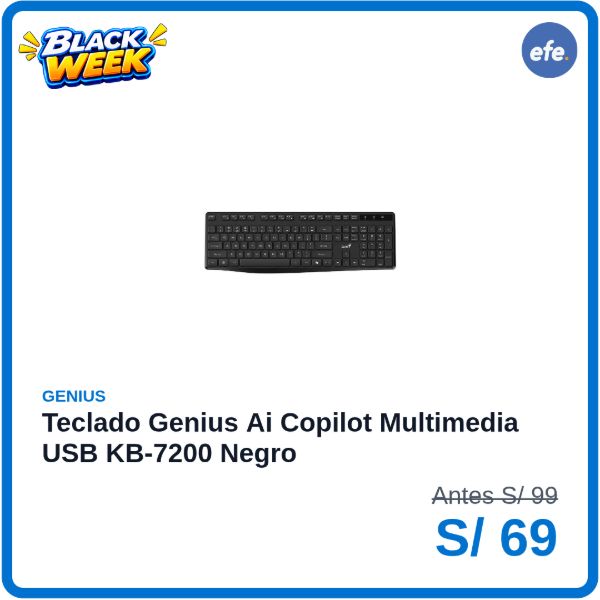 BLACK
WEEK
efe.
GENIUS
Teclado Genius Ai Copilot Multimedia
USB KB-7200 Negro
Antes S/ 99
S/ 69